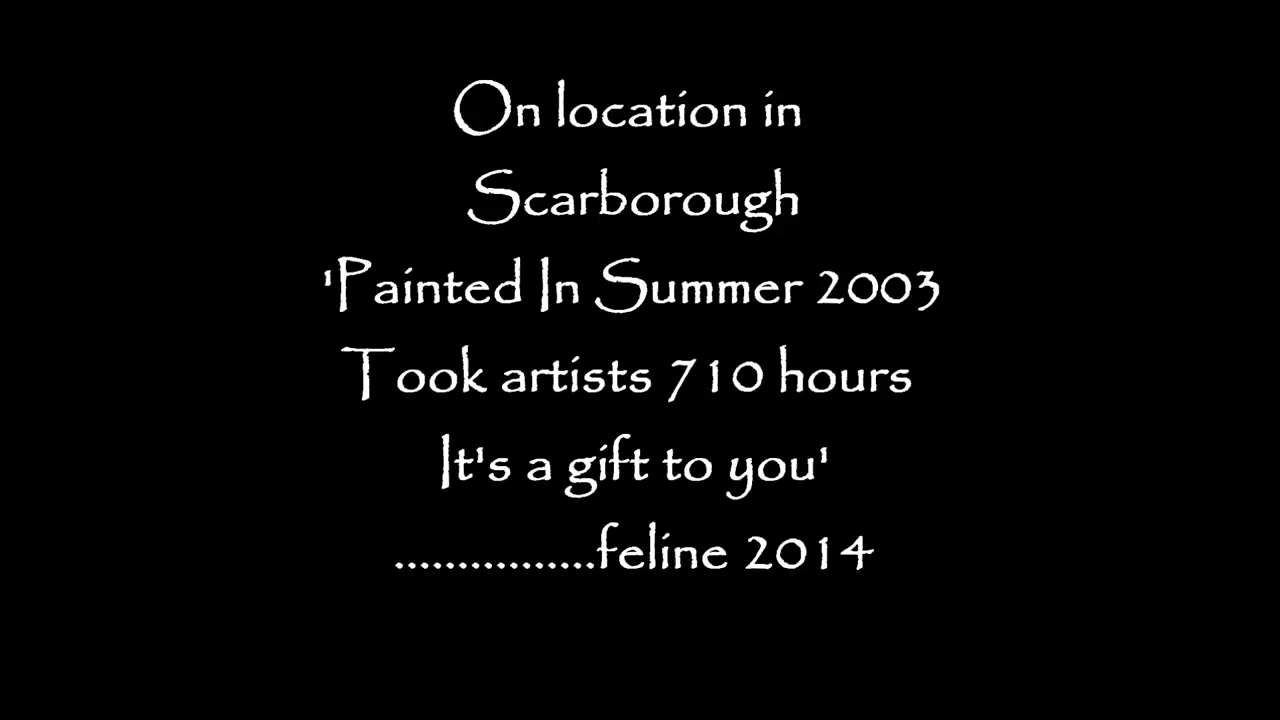 On location in
Scarborough
'Painted In Summer 2003
Took artists 710 hours
It's a gift to you'
................feline 2014